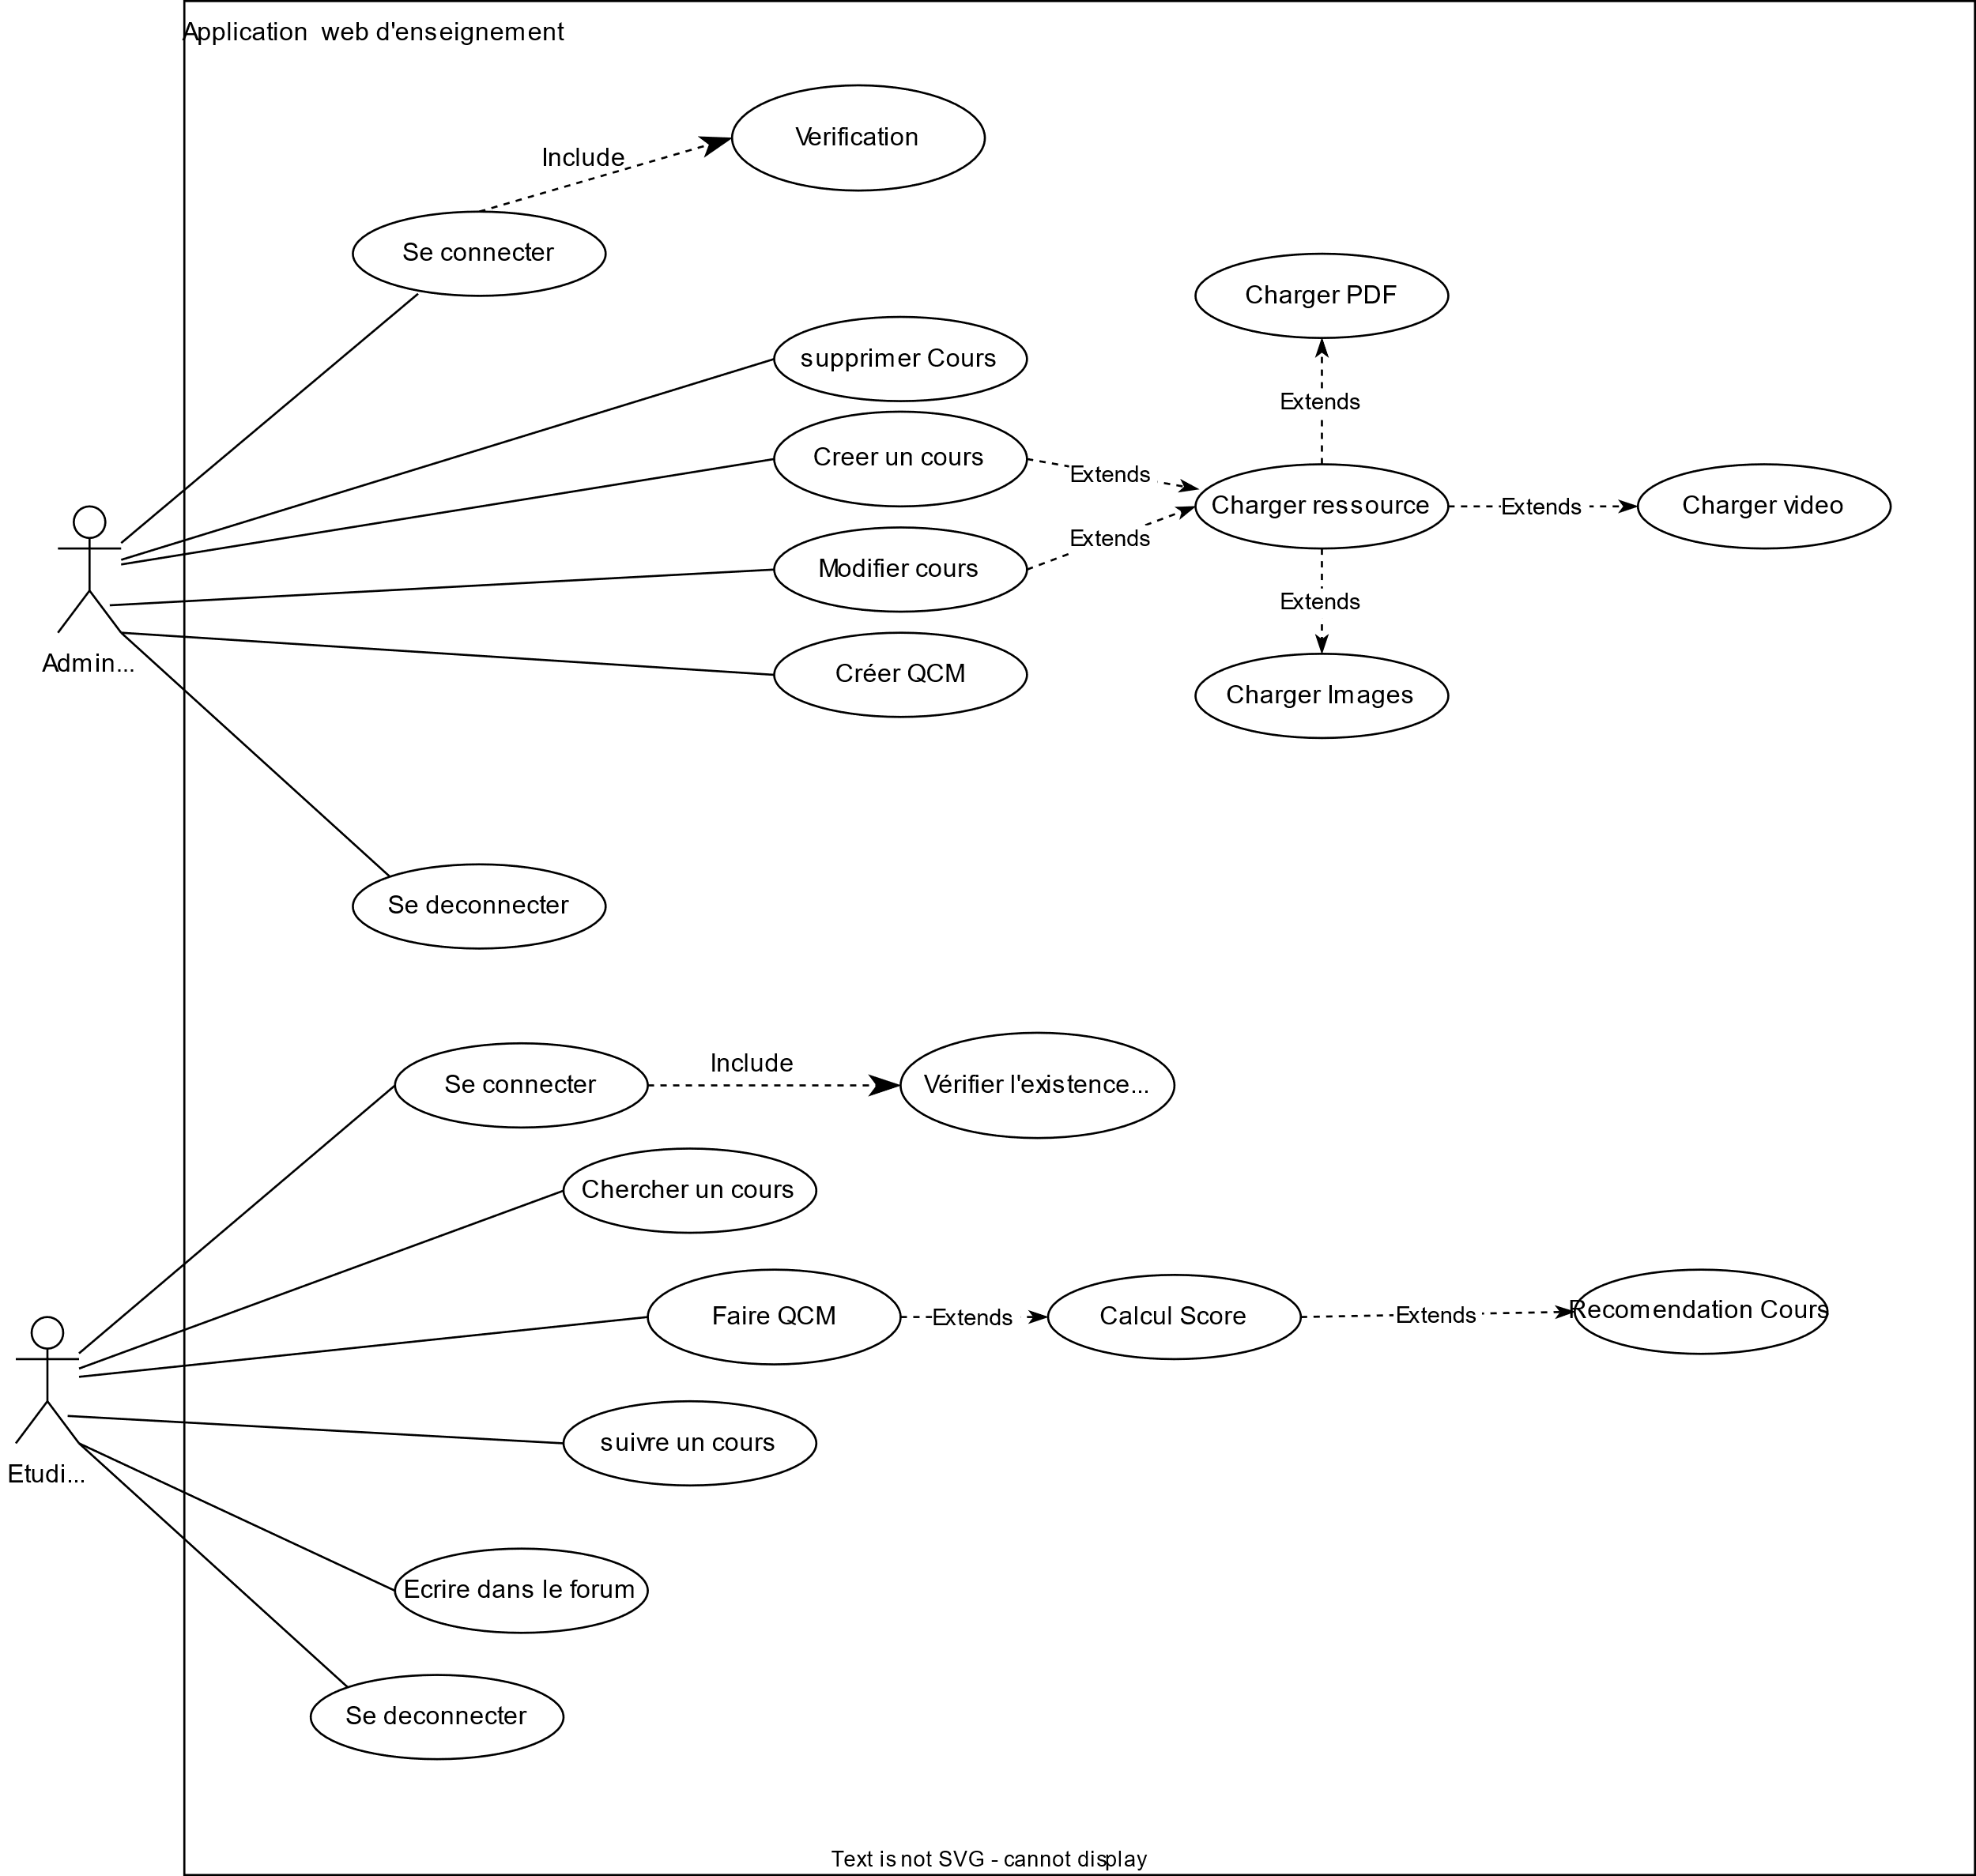 Application  web d'enseignement
Verification
Include
Se connecter
Charger PDF
supprimer Cours
Extends
Creer un cours
Extends
Charger ressource
Extends
Charger video
Extends
Modifier cours
Extends
Admin...
Créer QCM
Charger Images
Se deconnecter
Include
Se connecter
Vérifier l'existence...
Chercher un cours
Faire QCM
Extends
Calcul Score
Extends
Recomendation Cours
suivre un cours
Etudi...
Ecrire dans le forum
Se deconnecter
Text is not SVG - cannot display